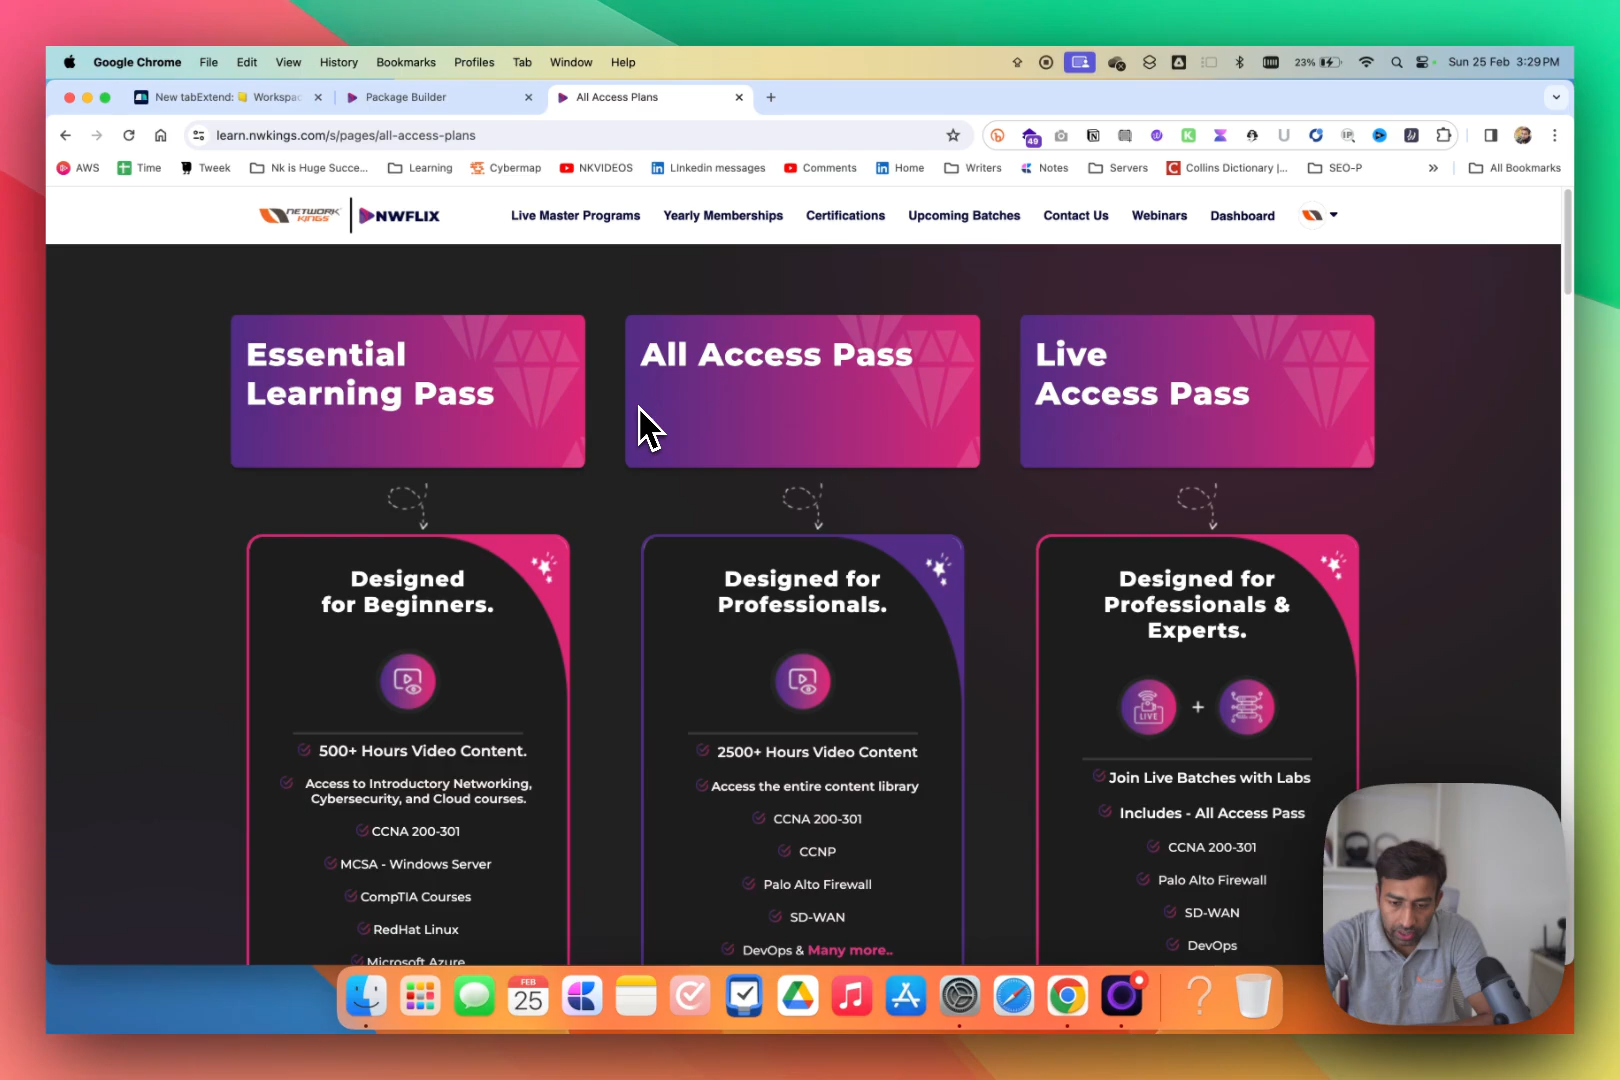 Google Chrome File Edit View History Bookmarks Profiles Tab Window Help 23% Sun 25 Feb 3:29 PM
New tabExtend: Workspac Package Builder All Access Plans
learn.nwkings.com/s/pages/all-access-plans
49
AWS Time Tweek Nk is Huge Succe... Learning Cybermap NKVIDEOS LInkedin messages Comments Home Writers Notes Servers Collins Dictionary |... SEO-P » All Bookmarks
NETWORK KINGS NWFLIX Live Master Programs Yearly Memberships Certifications Upcoming Batches Contact Us Webinars Dashboard
Essential
Learning Pass
All Access Pass
Live
Access Pass
Designed
for Beginners.
500+ Hours Video Content.
Access to Introductory Networking,
Cybersecurity, and Cloud courses.
CCNA 200-301
MCSA - Windows Server
CompTIA Courses
RedHat Linux
Microsoft Azure
Designed for
Professionals.
2500+ Hours Video Content
Access the entire content library
CCNA 200-301
CCNP
Palo Alto Firewall
SD-WAN
DevOps & Many more..
Designed for
Professionals &
Experts.
LIVE +
Join Live Batches with Labs
Includes - All Access Pass
CCNA 200-301
Palo Alto Firewall
SD-WAN
DevOps
FEB
25